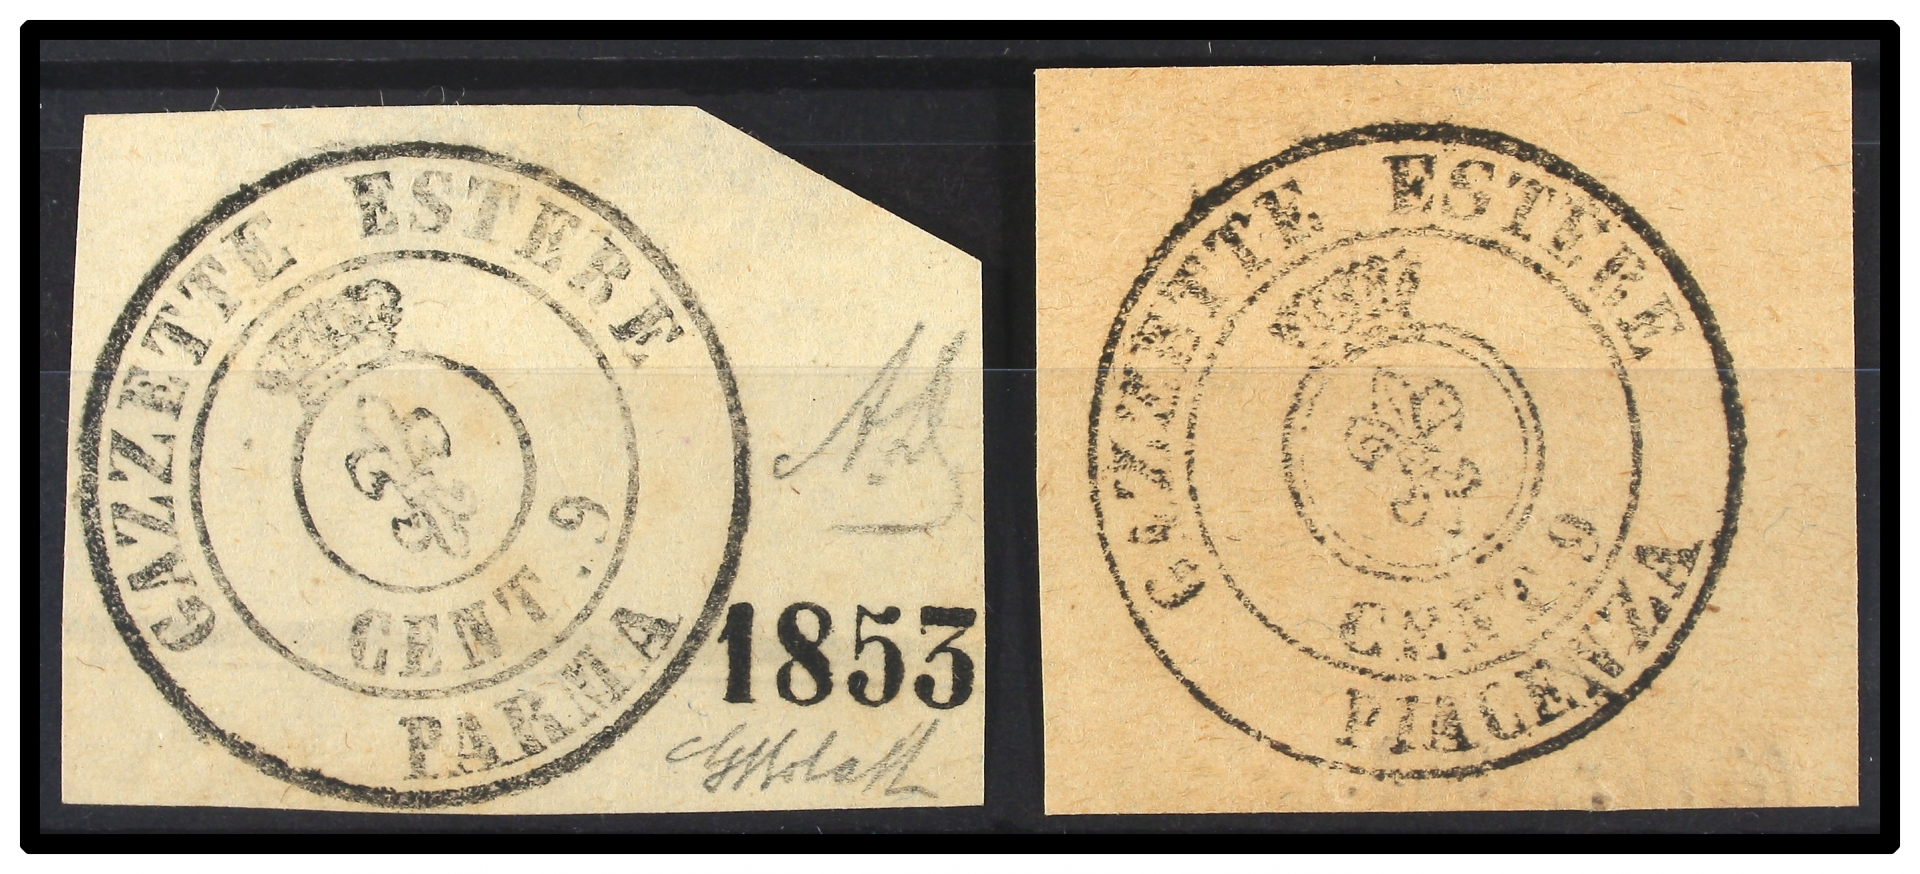 GAZZETTE ESTERE
CENT. 9
PARMA
1853
GAZZETTE ESTERE
CENT. 9
PIACENZA